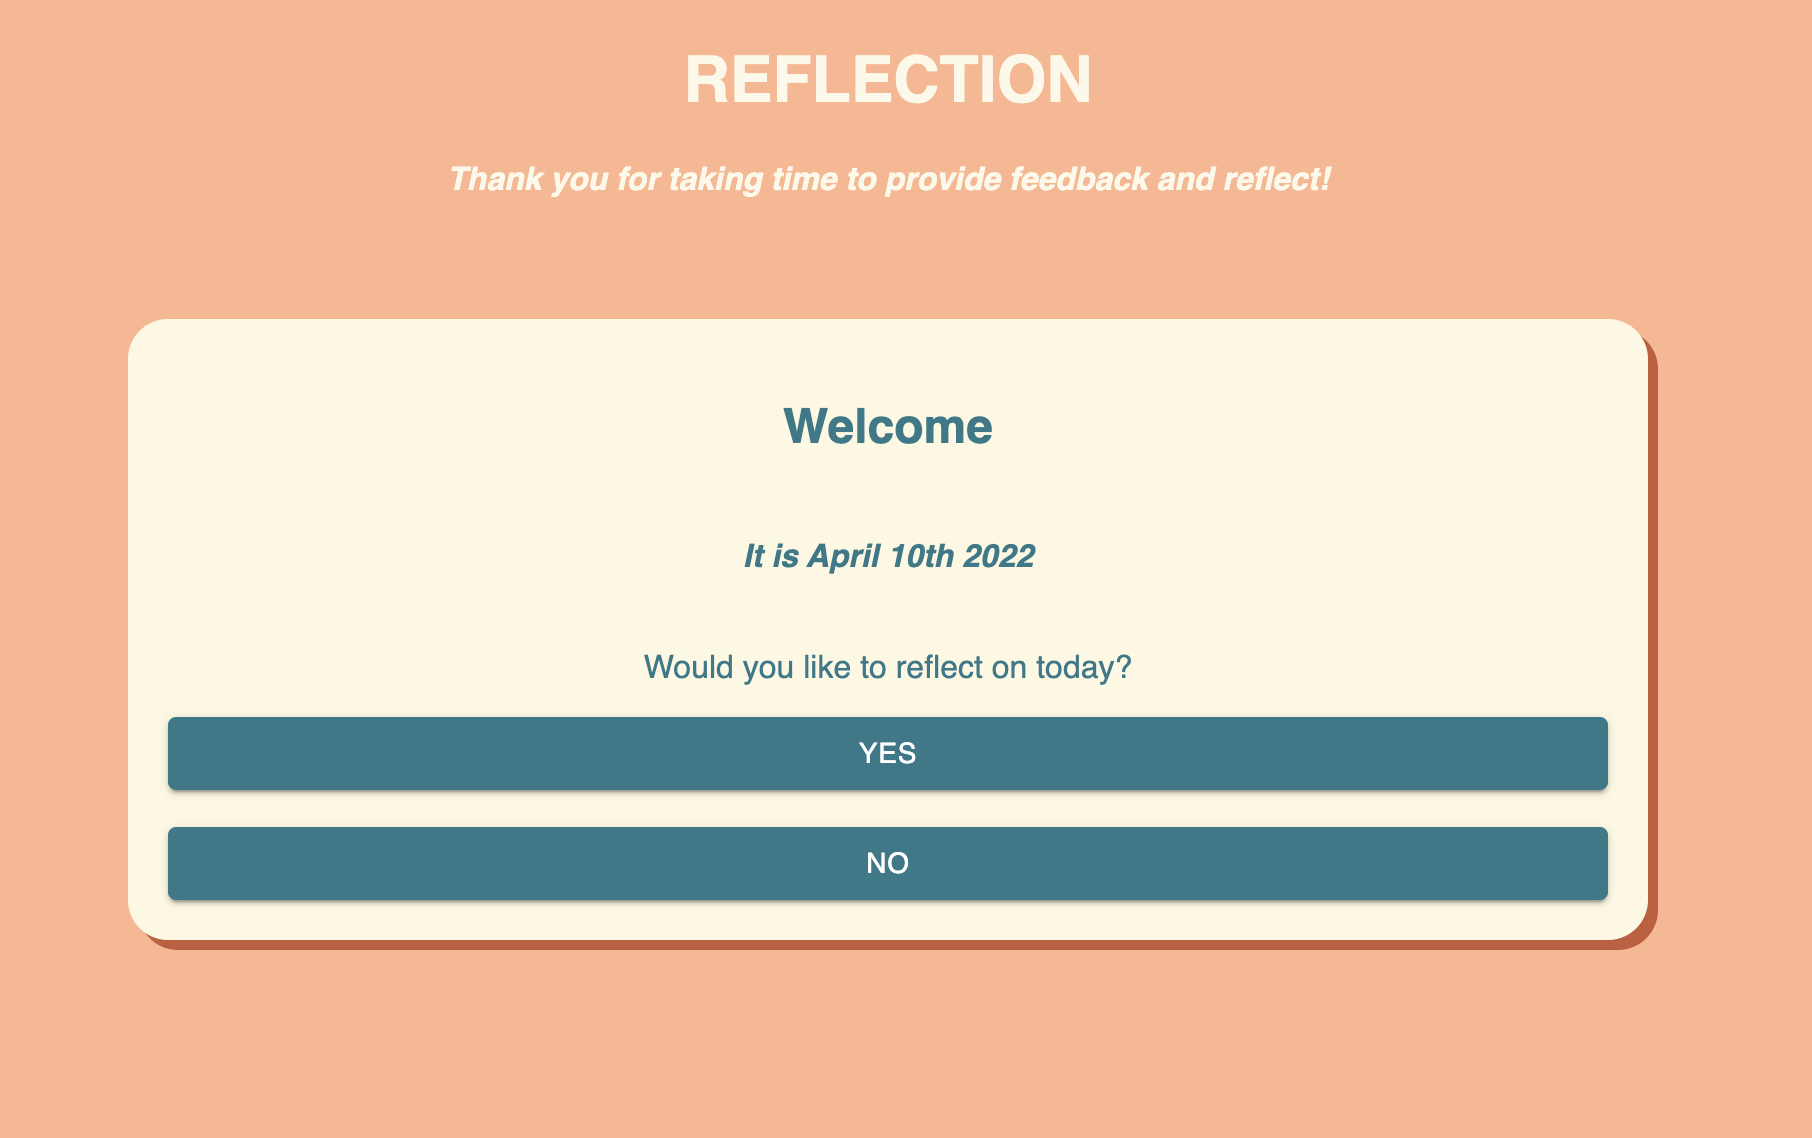 REFLECTION
Thank you for taking time to provide feedback and reflect!
Welcome
It is April 10th 2022
Would you like to reflect on today?
YES
NO